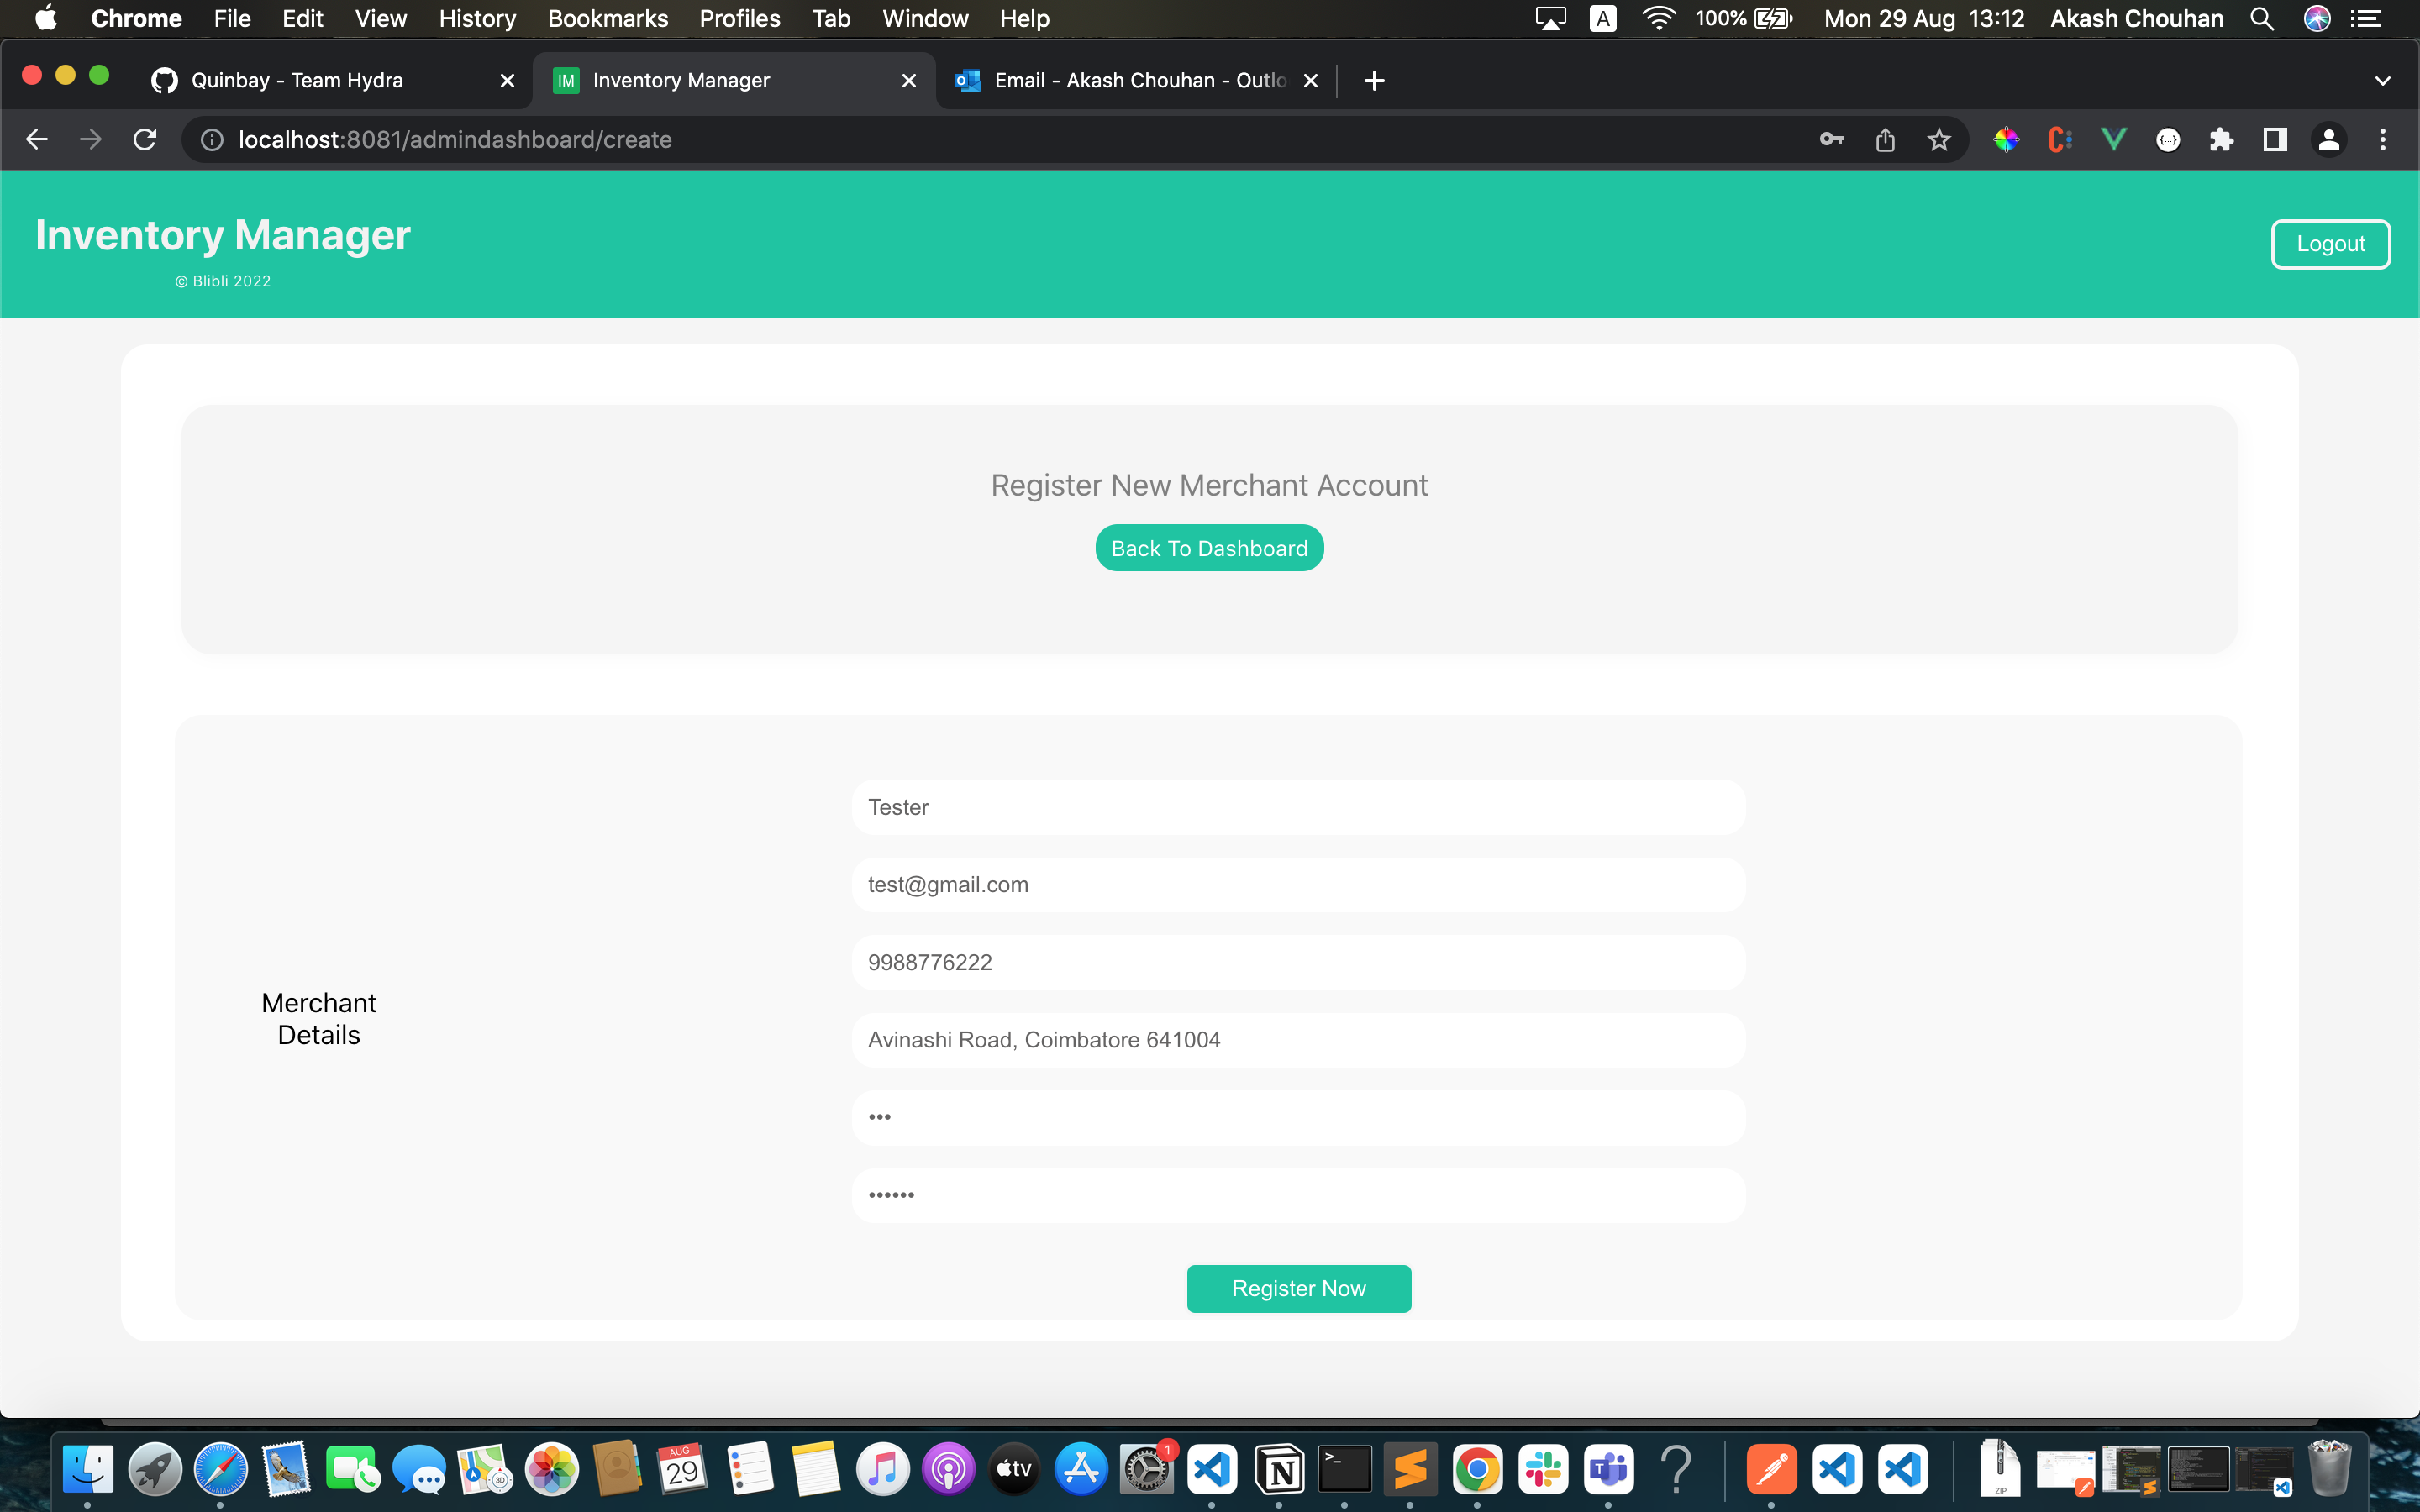 Chrome File Edit View History Bookmarks Profiles Tab Window Help A 100% Mon 29 Aug 13:12 Akash Chouhan
Quinbay - Team Hydra IM Inventory Manager Email - Akash Chouhan - Outlo
localhost:8081/admindashboard/create
Inventory Manager
© Blibli 2022
Logout
Register New Merchant Account
Back To Dashboard
Merchant
Details
Tester
test@gmail.com
9988776222
Avinashi Road, Coimbatore 641004
•••
••••••
Register Now
AUG
29
3D
tv
1
N
>_
T
ZIP